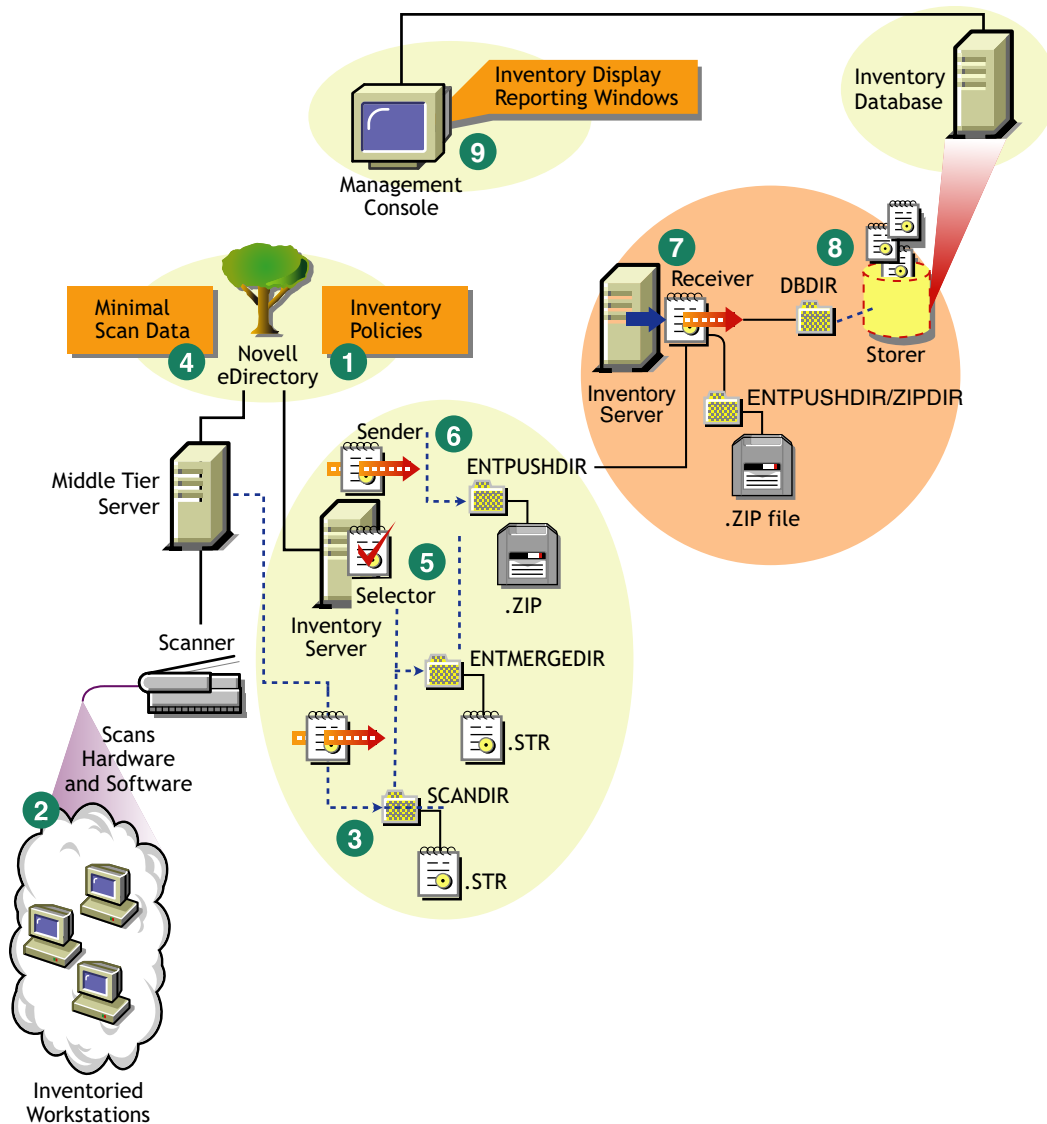 Inventory Display
Reporting Windows
Inventory
Database
9
Management
Console
7
Receiver
8
DBDIR
Storer
Inventory
Server
ENTPUSHDIR/ZIPDIR
.ZIP file
Minimal
Scan Data
4
Inventory
Policies
1
Novell
eDirectory
Middle Tier
Server
Sender
6
ENTPUSHDIR
.ZIP
5
Selector
Inventory
Server
ENTMERGEDIR
.STR
Scanner
Scans
Hardware
and Software
SCANDIR
3
.STR
2
Inventoried
Workstations